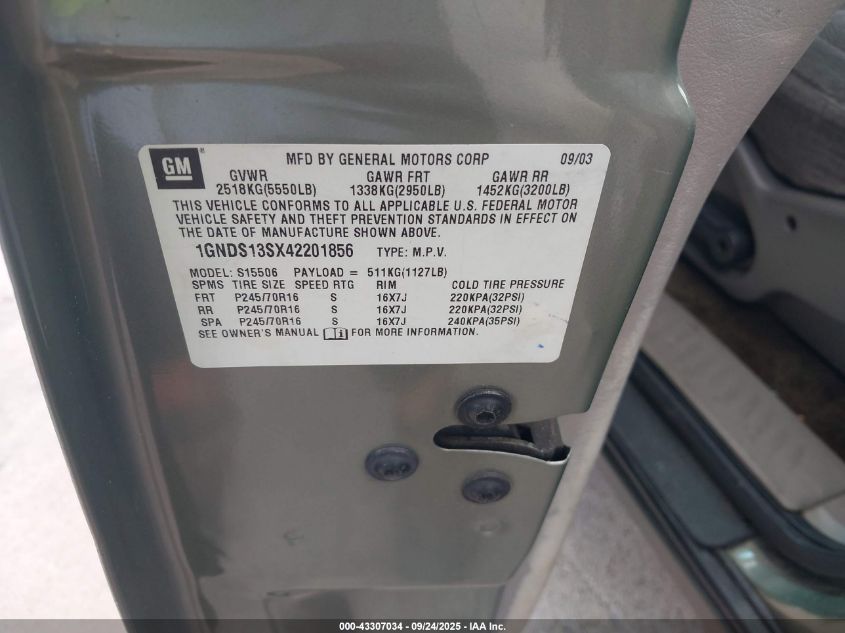 GM ® MFD BY GENERAL MOTORS CORP 09/03
GVWR GAWR FRT GAWR RR
2518KG(5550LB) 1338KG(2950LB) 1452KG(3200LB)
THIS VEHICLE CONFORMS TO ALL APPLICABLE U.S. FEDERAL MOTOR
VEHICLE SAFETY AND THEFT PREVENTION STANDARDS IN EFFECT ON
THE DATE OF MANUFACTURE SHOWN ABOVE.
1GNDS13SX42201856 TYPE: M.P.V.
MODEL: S15506 PAYLOAD = 511KG(1127LB)
SPMS TIRE SIZE SPEED RTG RIM COLD TIRE PRESSURE
FRT P245/70R16 S 16X7J 220KPA(32PSI)
RR P245/70R16 S 16X7J 220KPA(32PSI)
SPA P245/70R16 S 16X7J 240KPA(35PSI)
SEE OWNER'S MANUAL FOR MORE INFORMATION.
000-43307034 - 09/24/2025 - IAA Inc.